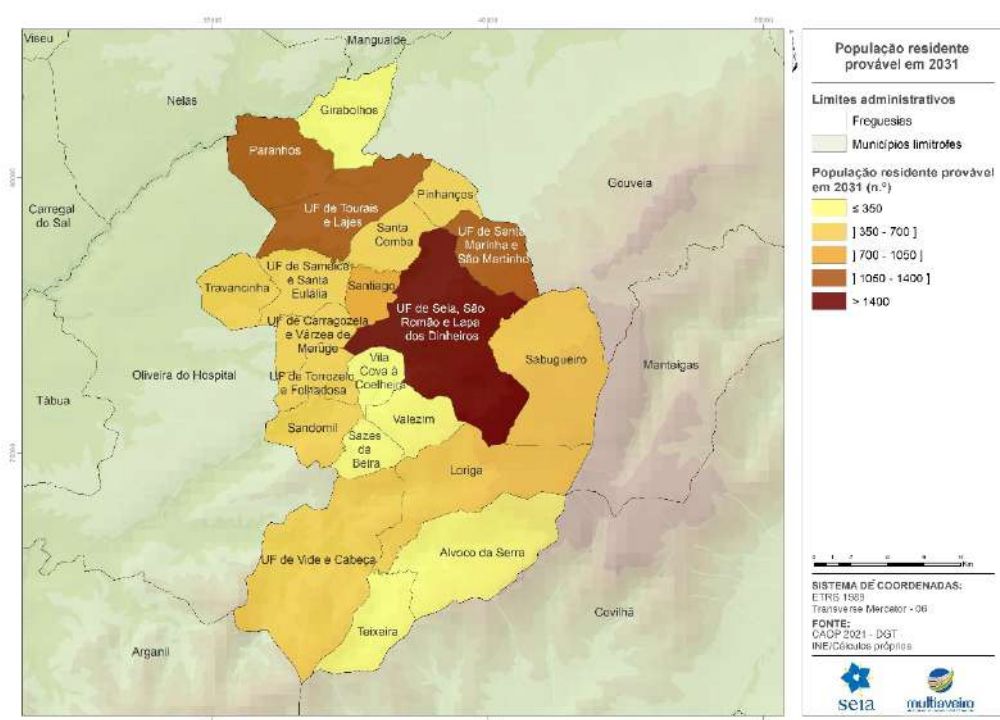 Viseu
Mangualde
Nelas
Girabolhos
Paranhos
Gouveia
Pinhanços
UF de Tourais
e Lajes
Carregal
do Sal
Santa
Comba
UF de Santa
Marinha e
São Martinho
UF de Sameice
e Santa
Eulália
Travancinha
Santiago
UF de Seia, São
Romão e Lapa
dos Dinheiros
UF de Carragozela
e Várzea de
Meruge
Sabugueiro
Manteigas
Vila
Cova à
Coelheira
Oliveira do Hospital
UF de Torrozelo
e Folhadosa
Tábua
Valezim
Sandomil
Sazes
da
Beira
Loriga
Alvoco da Serra
UF de Vide e Cabeça
Covilhã
Teixeira
Arganil
População residente
provável em 2031
Limites administrativos
Freguesias
Municípios limítrofes
População residente provável
em 2031 (n.º)
≤ 350
] 350 - 700 ]
] 700 - 1050 ]
] 1050 - 1400 ]
> 1400
Km
SISTEMA DE COORDENADAS:
ETRS 1989
Transverse Mercator - 06
FONTE:
CAOP 2021 - DGT
INE/Cálculos próprios
seia
multiaveiro